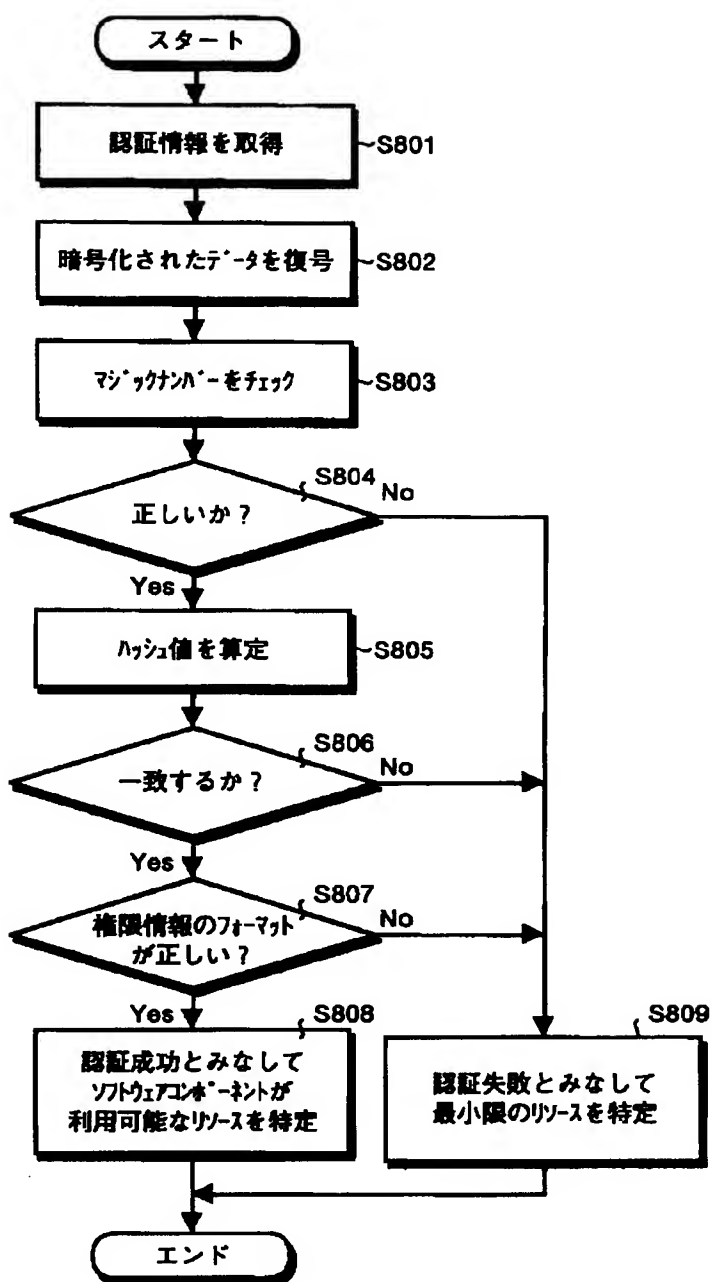 スタート
認証情報を取得
S801
暗号化されたデータを復号
S802
マジックナンバーをチェック
S803
S804
正しいか?
No
Yes
ハッシュ値を算定
S805
S806
一致するか?
No
Yes
S807
権限情報のフォーマット
が正しい?
No
Yes
S808
認証成功とみなして
ソフトウェアコンポーネントが
利用可能なリソースを特定
S809
認証失敗とみなして
最小限のリソースを特定
エンド